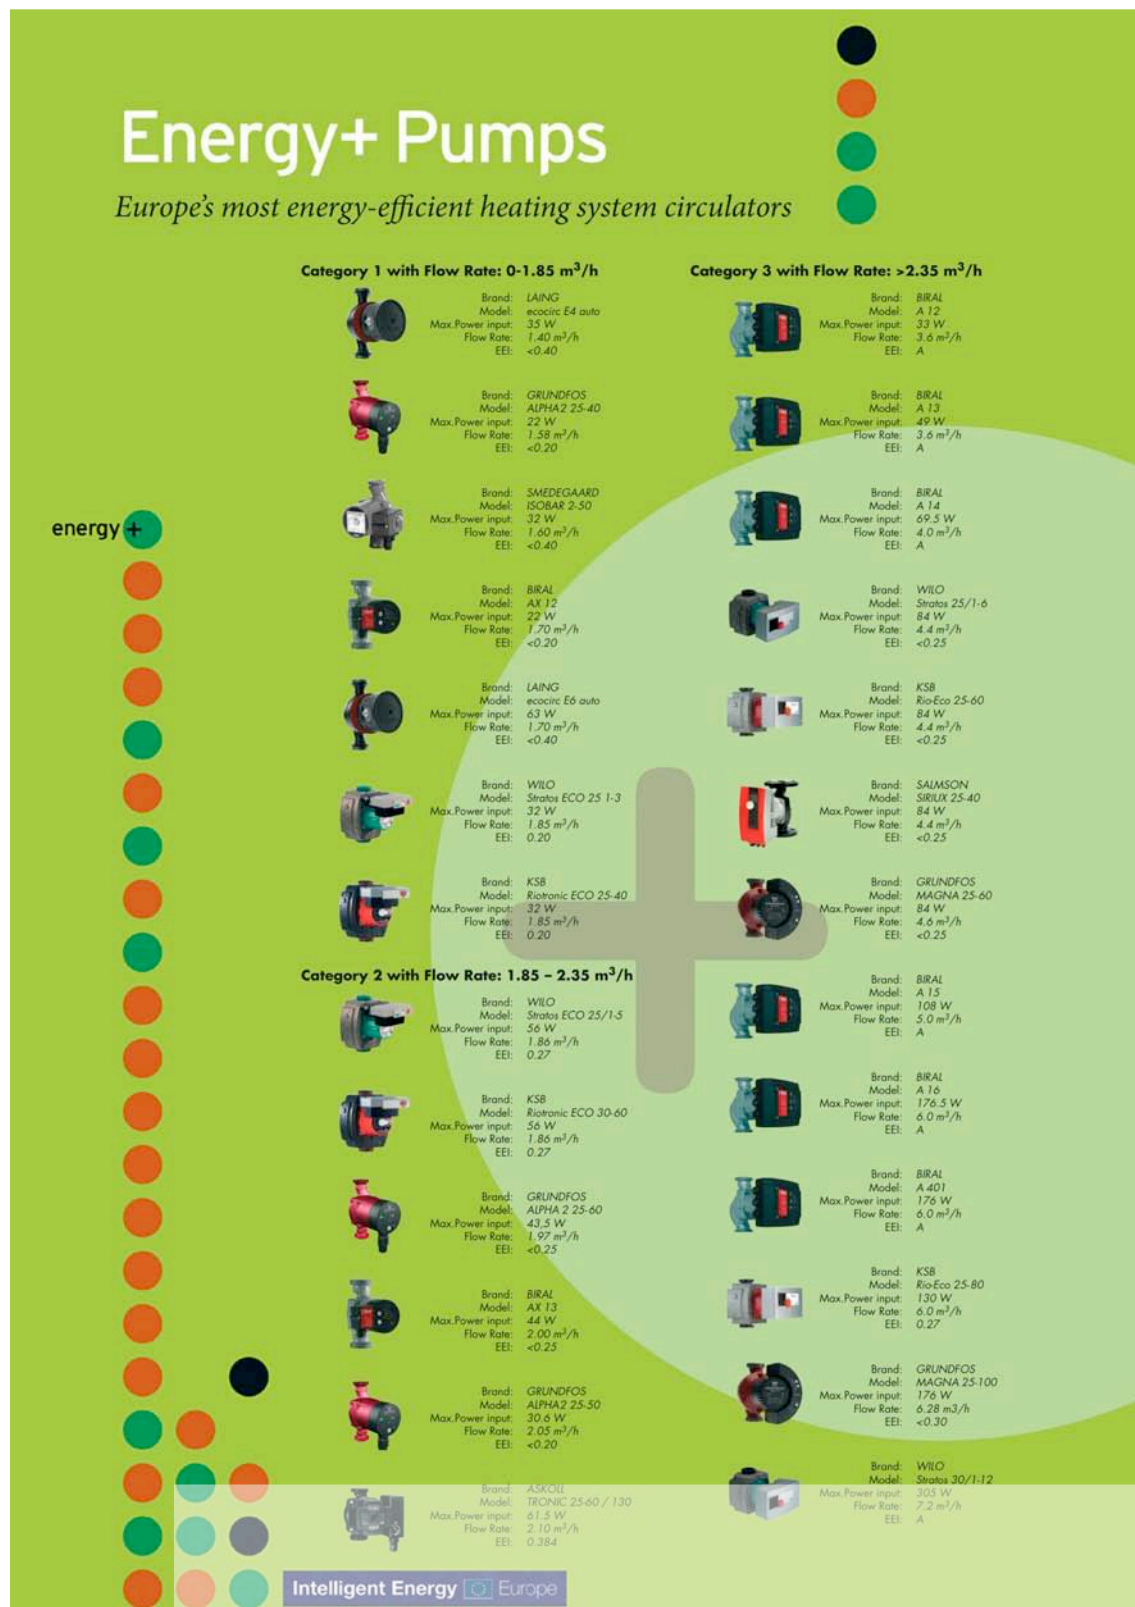 Energy+ Pumps
Europe's most energy-efficient heating system circulators
energy +
Category 1 with Flow Rate: 0-1.85 m³/h
Brand: LAING
Model: ecocirc E4 auto
Max.Power input: 35 W
Flow Rate: 1.40 m³/h
EEI: <0.40
Brand: GRUNDFOS
Model: ALPHA2 25-40
Max.Power input: 22 W
Flow Rate: 1.58 m³/h
EEI: <0.20
Brand: SMEDEGAARD
Model: ISOBAR 2-50
Max.Power input: 32 W
Flow Rate: 1.60 m³/h
EEI: <0.40
Brand: BIRAL
Model: AX 12
Max.Power input: 22 W
Flow Rate: 1.70 m³/h
EEI: <0.20
Brand: LAING
Model: ecocirc E6 auto
Max.Power input: 63 W
Flow Rate: 1.70 m³/h
EEI: <0.40
Brand: WILO
Model: Stratos ECO 25 1-3
Max.Power input: 32 W
Flow Rate: 1.85 m³/h
EEI: 0.20
Brand: KSB
Model: Riotronic ECO 25-40
Max.Power input: 32 W
Flow Rate: 1.85 m³/h
EEI: 0.20
Category 2 with Flow Rate: 1.85 – 2.35 m³/h
Brand: WILO
Model: Stratos ECO 25/1-5
Max.Power input: 56 W
Flow Rate: 1.86 m³/h
EEI: 0.27
Brand: KSB
Model: Riotronic ECO 30-60
Max.Power input: 56 W
Flow Rate: 1.86 m³/h
EEI: 0.27
Brand: GRUNDFOS
Model: ALPHA 2 25-60
Max.Power input: 43,5 W
Flow Rate: 1.97 m³/h
EEI: <0.25
Brand: BIRAL
Model: AX 13
Max.Power input: 44 W
Flow Rate: 2.00 m³/h
EEI: <0.25
Brand: GRUNDFOS
Model: ALPHA2 25-50
Max.Power input: 30.6 W
Flow Rate: 2.05 m³/h
EEI: <0.20
Brand: ASKOLL
Model: TRONIC 25-60 / 130
Max.Power input: 61.5 W
Flow Rate: 2.10 m³/h
EEI: 0.384
Category 3 with Flow Rate: >2.35 m³/h
Brand: BIRAL
Model: A 12
Max.Power input: 33 W
Flow Rate: 3.6 m³/h
EEI: A
Brand: BIRAL
Model: A 13
Max.Power input: 49 W
Flow Rate: 3.6 m³/h
EEI: A
Brand: BIRAL
Model: A 14
Max.Power input: 69.5 W
Flow Rate: 4.0 m³/h
EEI: A
Brand: WILO
Model: Stratos 25/1-6
Max.Power input: 84 W
Flow Rate: 4.4 m³/h
EEI: <0.25
Brand: KSB
Model: Rio-Eco 25-60
Max.Power input: 84 W
Flow Rate: 4.4 m³/h
EEI: <0.25
Brand: SALMSON
Model: SIRIUX 25-40
Max.Power input: 84 W
Flow Rate: 4.4 m³/h
EEI: <0.25
Brand: GRUNDFOS
Model: MAGNA 25-60
Max.Power input: 84 W
Flow Rate: 4.6 m³/h
EEI: <0.25
Brand: BIRAL
Model: A 15
Max.Power input: 108 W
Flow Rate: 5.0 m³/h
EEI: A
Brand: BIRAL
Model: A 16
Max.Power input: 176.5 W
Flow Rate: 6.0 m³/h
EEI: A
Brand: BIRAL
Model: A 401
Max.Power input: 176 W
Flow Rate: 6.0 m³/h
EEI: A
Brand: KSB
Model: Rio-Eco 25-80
Max.Power input: 130 W
Flow Rate: 6.0 m³/h
EEI: 0.27
Brand: GRUNDFOS
Model: MAGNA 25-100
Max.Power input: 176 W
Flow Rate: 6.28 m3/h
EEI: <0.30
Brand: WILO
Model: Stratos 30/1-12
Max.Power input: 305 W
Flow Rate: 7.2 m³/h
EEI: A
Intelligent Energy Europe